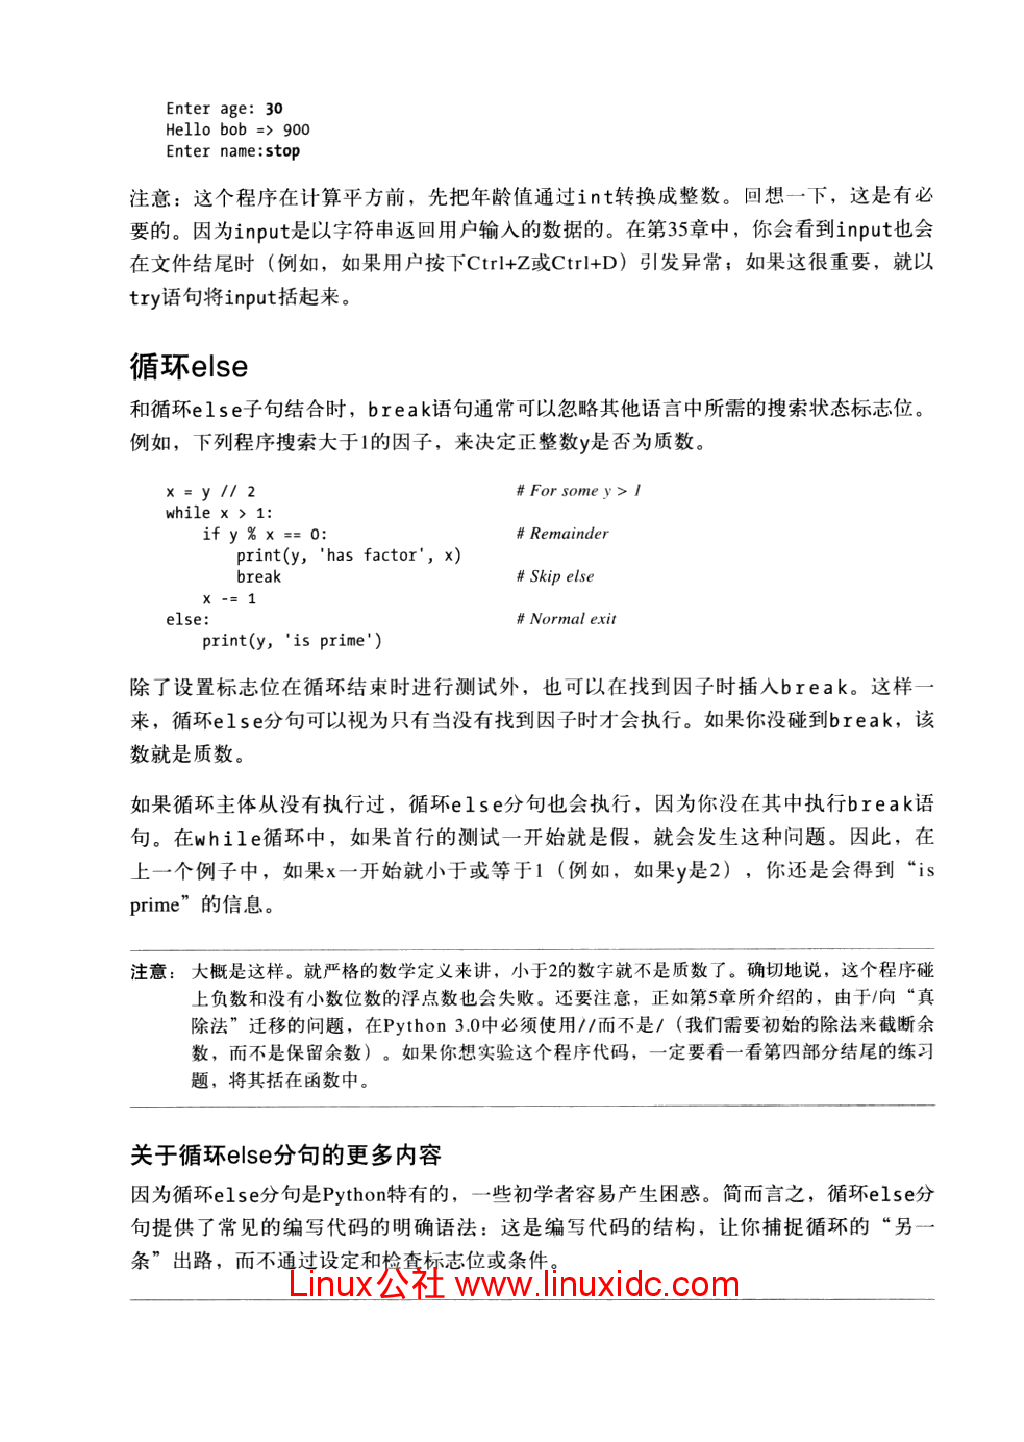 Enter age: 30
Hello bob => 900
Enter name:stop
注意：这个程序在计算平方前，先把年龄值通过int转换成整数。回想一下，这是有必
要的。因为input是以字符串返回用户输入的数据的。在第35章中，你会看到input也会
在文件结尾时（例如，如果用户按下Ctrl+Z或Ctrl+D）引发异常；如果这很重要，就以
try语句将input括起来。
循环else
和循环else子句结合时，break语句通常可以忽略其他语言中所需的搜索状态标志位。
例如，下列程序搜索大于1的因子，来决定正整数y是否为质数。
x = y // 2 # For some y > 1
while x > 1:
if y % x == 0: # Remainder
print(y, 'has factor', x)
break # Skip else
x -= 1
else: # Normal exit
print(y, 'is prime')
除了设置标志位在循环结束时进行测试外，也可以在找到因子时插入break。这样一
来，循环else分句可以视为只有当没有找到因子时才会执行。如果你没碰到break，该
数就是质数。
如果循环主体从没有执行过，循环else分句也会执行，因为你没在其中执行break语
句。在while循环中，如果首行的测试一开始就是假，就会发生这种问题。因此，在
上一个例子中，如果x一开始就小于或等于1（例如，如果y是2），你还是会得到“is
prime”的信息。
注意：大概是这样。就严格的数学定义来讲，小于2的数字就不是质数了。确切地说，这个程序碰
上负数和没有小数位数的浮点数也会失败。还要注意，正如第5章所介绍的，由于/向“真
除法”迁移的问题，在Python 3.0中必须使用//而不是/（我们需要初始的除法来截断余
数，而不是保留余数）。如果你想实验这个程序代码，一定要看一看第四部分结尾的练习
题，将其括在函数中。
关于循环else分句的更多内容
因为循环else分句是Python特有的，一些初学者容易产生困惑。简而言之，循环else分
句提供了常见的编写代码的明确语法：这是编写代码的结构，让你捕捉循环的“另一
条”出路，而不通过设定和检查标志位或条件。
Linux公社 www.linuxidc.com